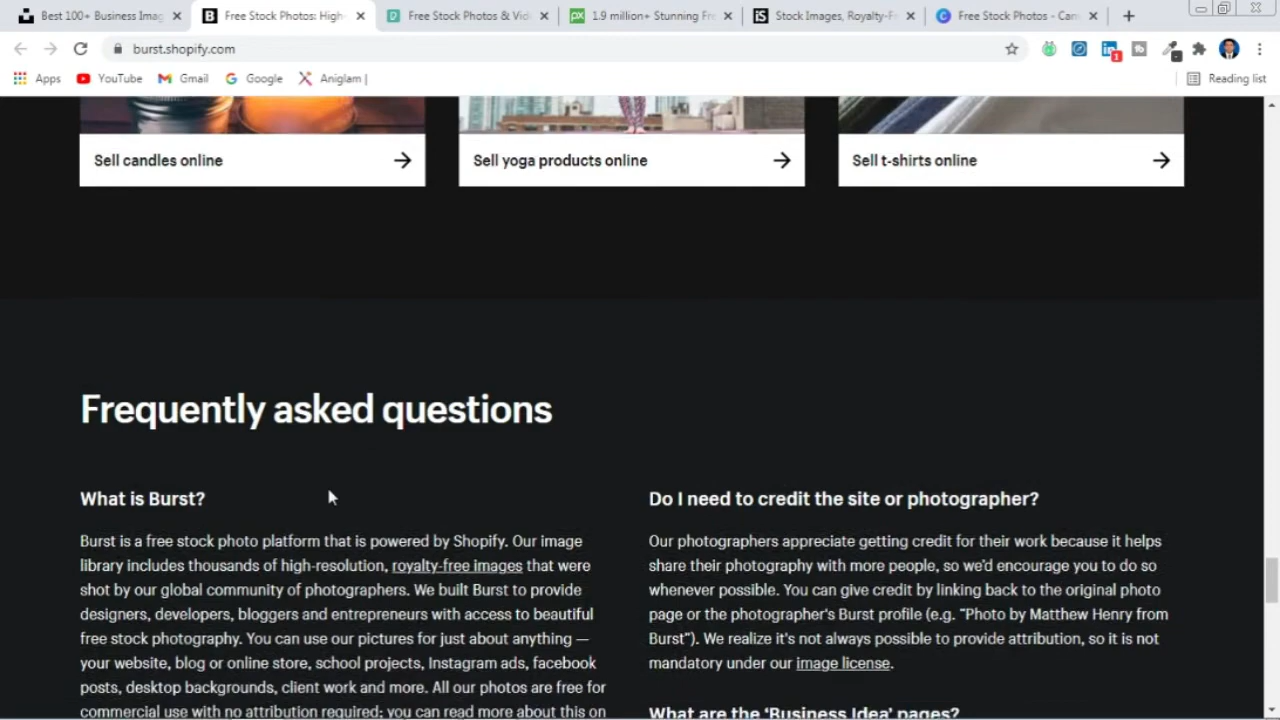 Best 100+ Business Imag
Free Stock Photos: High-
Free Stock Photos & Vid
1.9 million+ Stunning Fr
Stock Images, Royalty-F
Free Stock Photos - Can
burst.shopify.com
1
Apps
YouTube
Gmail
Google
Aniglam |
Reading list
Sell candles online
Sell yoga products online
Sell t-shirts online
Frequently asked questions
What is Burst?
Burst is a free stock photo platform that is powered by Shopify. Our image
library includes thousands of high-resolution, royalty-free images that were
shot by our global community of photographers. We built Burst to provide
designers, developers, bloggers and entrepreneurs with access to beautiful
free stock photography. You can use our pictures for just about anything —
your website, blog or online store, school projects, Instagram ads, facebook
posts, desktop backgrounds, client work and more. All our photos are free for
commercial use with no attribution required; you can read more about this on
Do I need to credit the site or photographer?
Our photographers appreciate getting credit for their work because it helps
share their photography with more people, so we'd encourage you to do so
whenever possible. You can give credit by linking back to the original photo
page or the photographer's Burst profile (e.g. "Photo by Matthew Henry from
Burst"). We realize it's not always possible to provide attribution, so it is not
mandatory under our image license.
What are the 'Business Idea' pages?